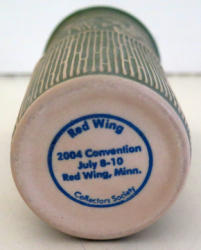 Red Wing
2004 Convention
July 8-10
Red Wing, Minn.
Collectors Society